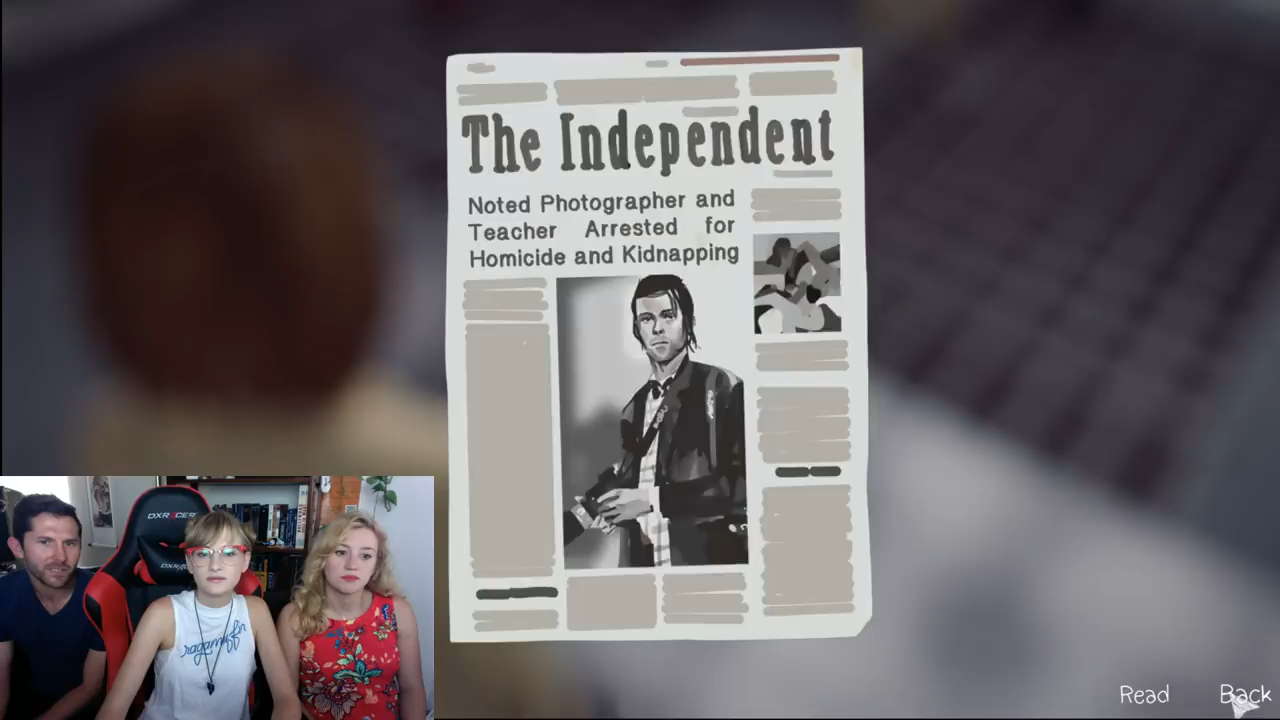 The Independent
Noted Photographer and
Teacher Arrested for
Homicide and Kidnapping
DXRACER
ragamuffin
Read
Back